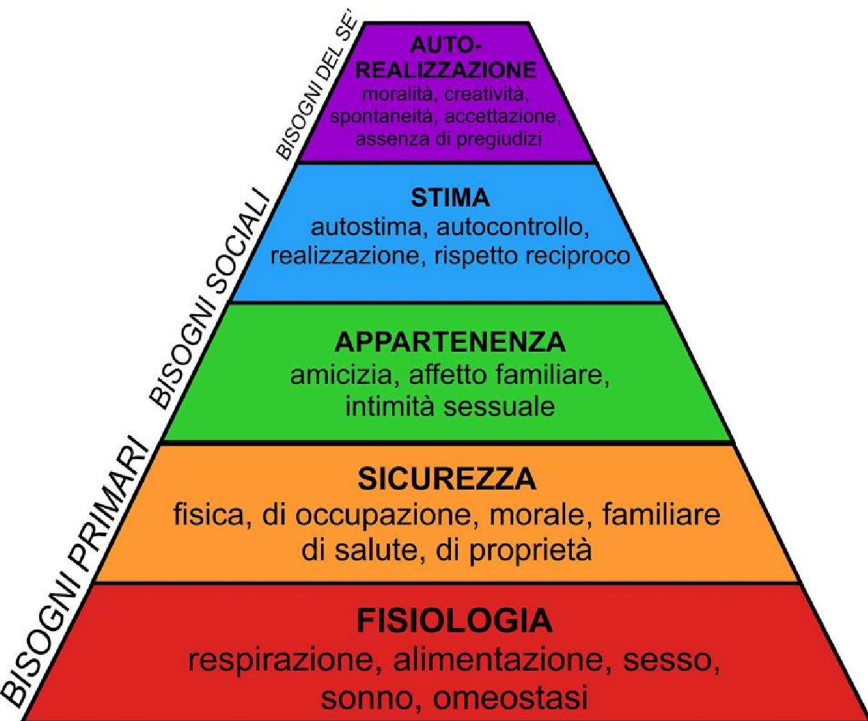 BISOGNI DEL SE'
AUTO-
REALIZZAZIONE
moralità, creatività,
spontaneità, accettazione,
assenza di pregiudizi
BISOGNI SOCIALI
STIMA
autostima, autocontrollo,
realizzazione, rispetto reciproco
APPARTENENZA
amicizia, affetto familiare,
intimità sessuale
BISOGNI PRIMARI
SICUREZZA
fisica, di occupazione, morale, familiare
di salute, di proprietà
FISIOLOGIA
respirazione, alimentazione, sesso,
sonno, omeostasi